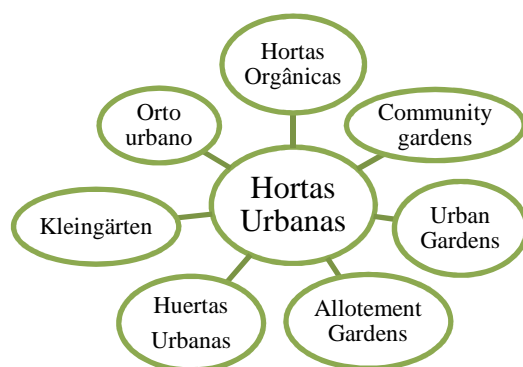 Hortas
Orgânicas
Orto
urbano
Community
gardens
Hortas
Urbanas
Kleingärten
Urban
Gardens
Huertas
Urbanas
Allotement
Gardens